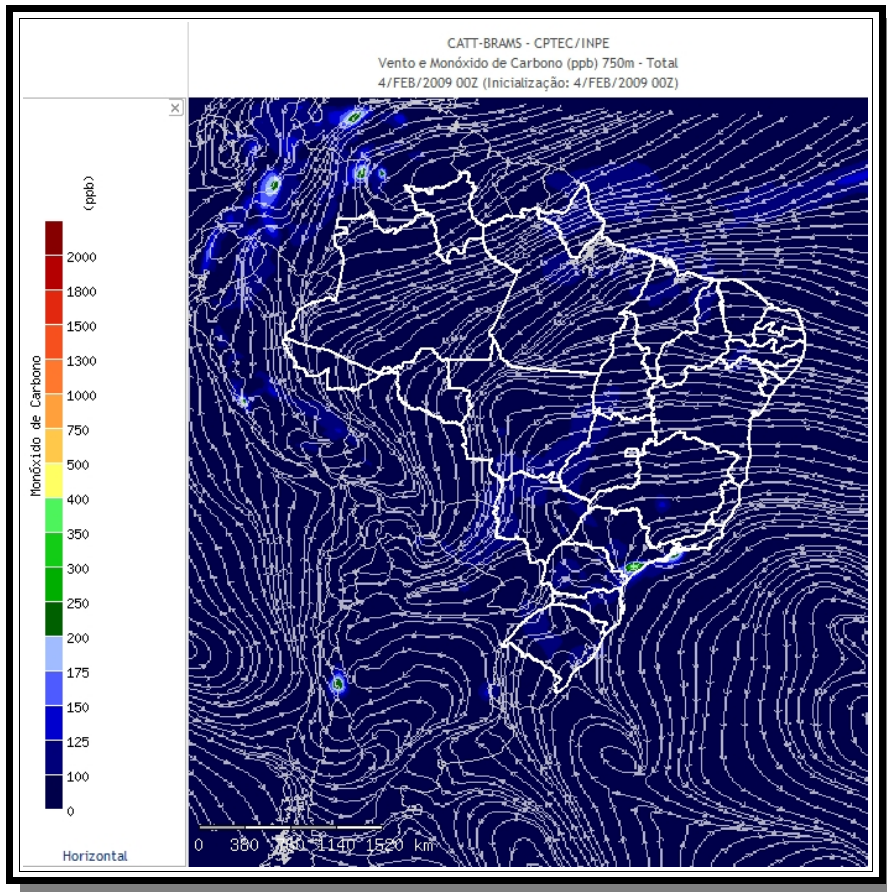 CATT-BRAMS - CPTEC/INPE
Vento e Monóxido de Carbono (ppb) 750m - Total
4/FEB/2009 00Z (Inicialização: 4/FEB/2009 00Z)
(ppb)
Monóxido de Carbono
2000
1800
1500
1300
1000
750
500
400
350
300
250
200
175
150
125
100
0
Horizontal
0 380 1140 1520 km